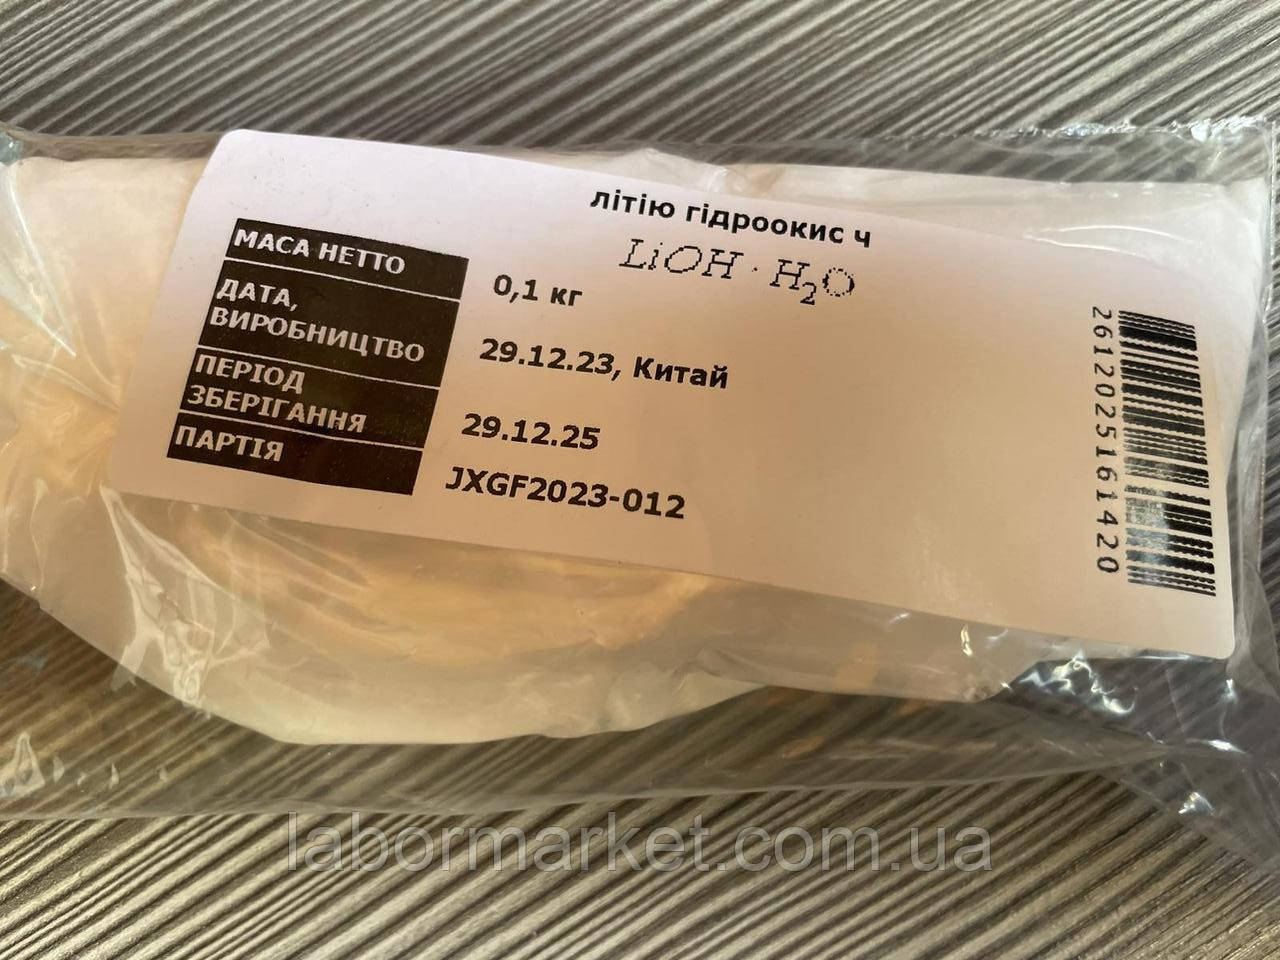 літію гідроокис ч
LiOH · H₂O
МАСА НЕТТО 0,1 кг
ДАТА, ВИРОБНИЦТВО 29.12.23, Китай
ПЕРІОД ЗБЕРІГАННЯ 29.12.25
ПАРТІЯ JXGF2023-012
2612025161420
labormarket.com.ua